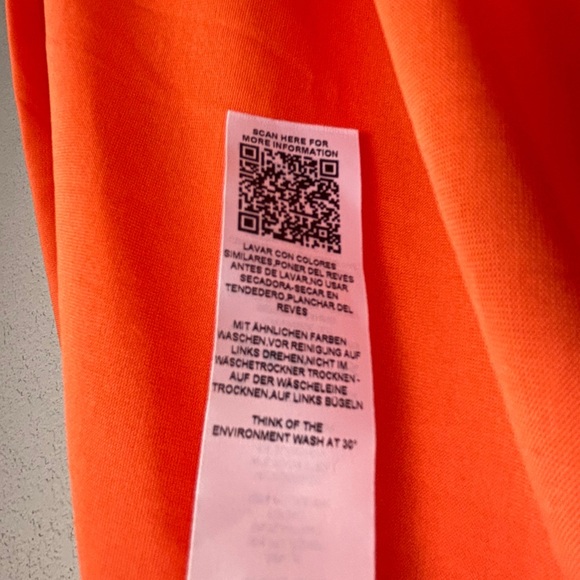 SCAN HERE FOR
MORE INFORMATION
LAVAR CON COLORES
SIMILARES,PONER DEL REVES
ANTES DE LAVAR,NO USAR
SECADORA-SECAR EN
TENDEDERO,PLANCHAR DEL
REVES
MIT ÄHNLICHEN FARBEN
WASCHEN,VOR REINIGUNG AUF
LINKS DREHEN,NICHT IM
WÄSCHETROCKNER TROCKNEN-
AUF DER WÄSCHELEINE
TROCKNEN,AUF LINKS BÜGELN
THINK OF THE
ENVIRONMENT WASH AT 30°